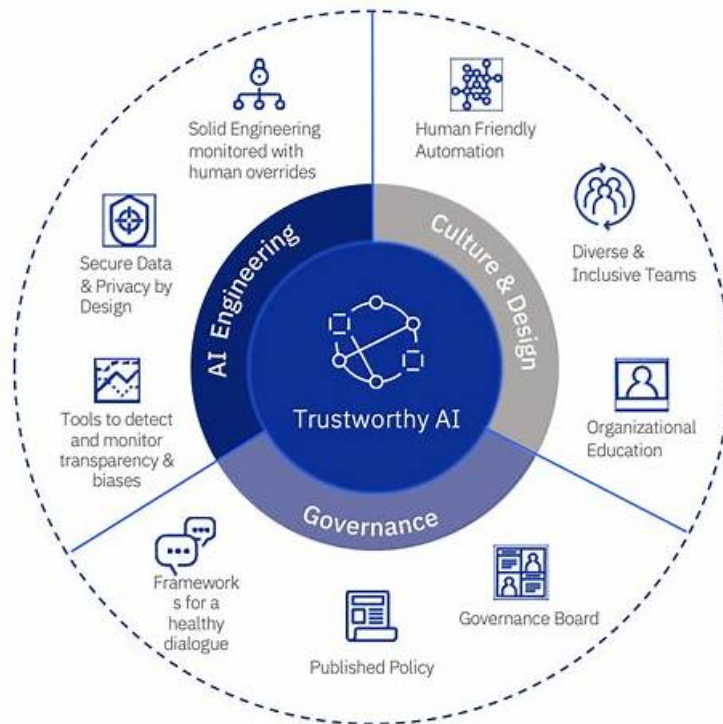 Solid Engineering
monitored with
human overrides
Human Friendly
Automation
Secure Data
& Privacy by
Design
Diverse &
Inclusive Teams
AI Engineering
Culture & Design
Trustworthy AI
Tools to detect
and monitor
transparency &
biases
Organizational
Education
Governance
Framework
s for a
healthy
dialogue
Published Policy
Governance Board